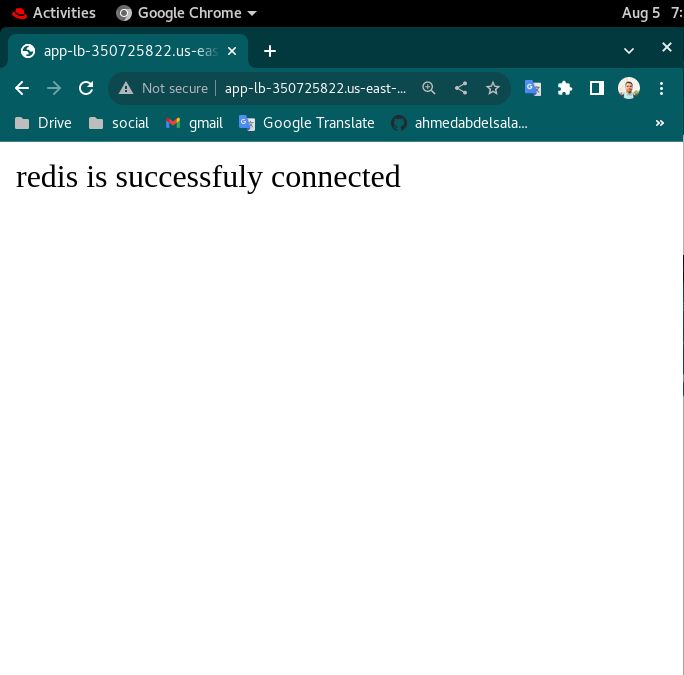 Activities Google Chrome Aug 5 7:
app-lb-350725822.us-eas
Not secure app-lb-350725822.us-east-...
Drive social gmail Google Translate ahmedabdelsala... »
redis is successfuly connected